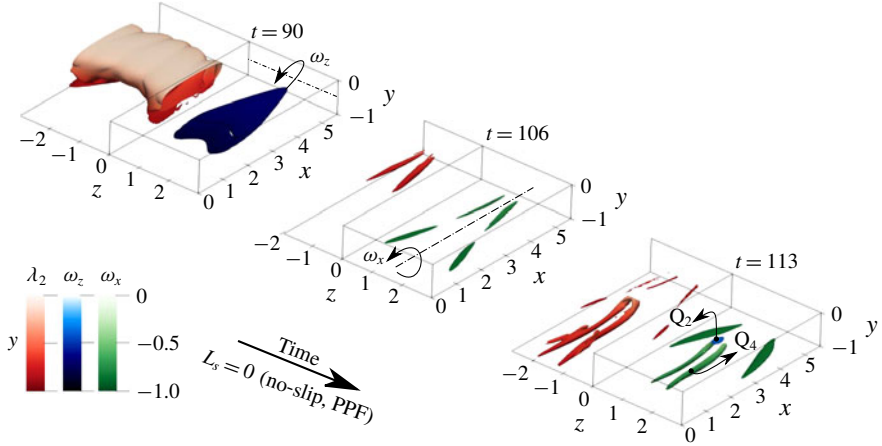 t = 90
ω_z
0
−1
y
−2
−1
0
1
2
z
0
1
2
3
4
5
x
t = 106
0
−1
y
−2
−1
0
1
2
z
ω_x
0
1
2
3
4
5
x
t = 113
Q_2
Q_4
0
−1
y
−2
−1
0
1
2
z
0
1
2
3
4
5
x
λ_2 ω_z ω_x
0
−0.5
−1.0
y
Time
L_s = 0 (no-slip, PPF)